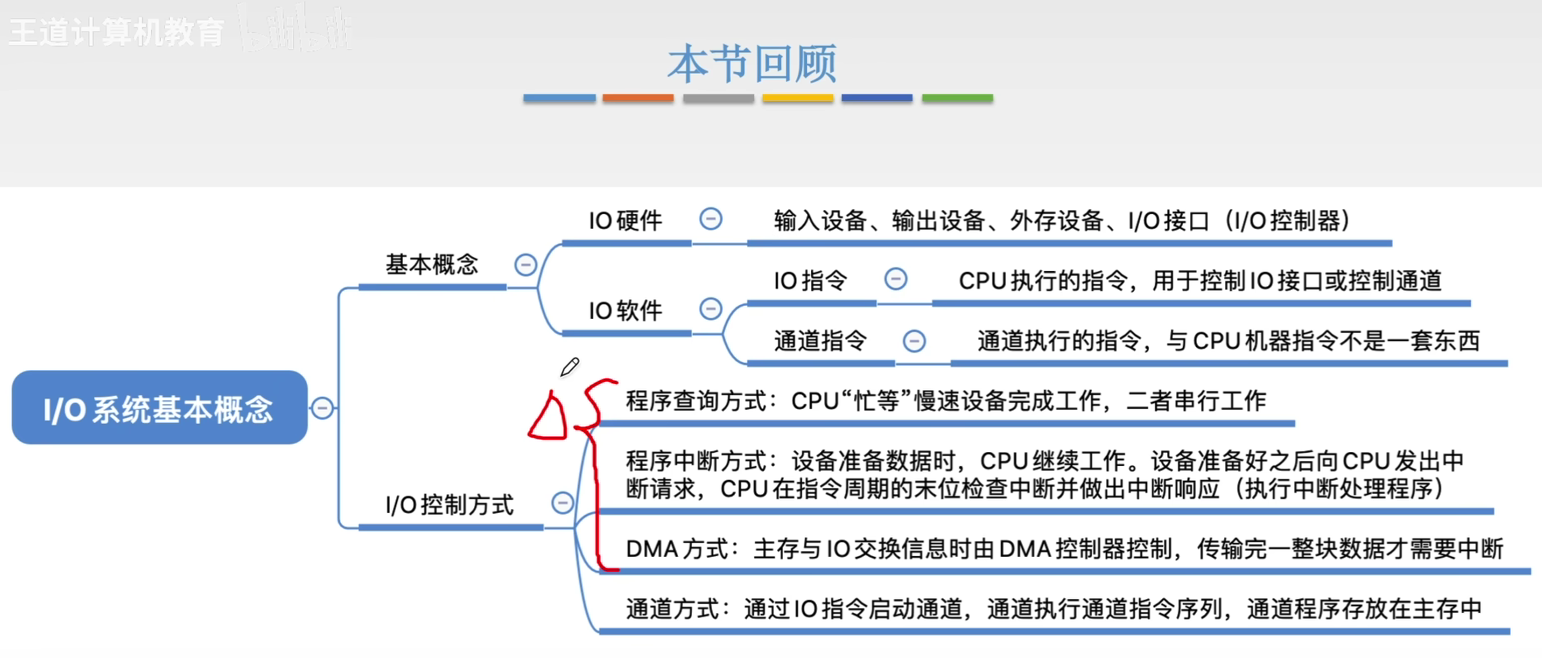 王道计算机教育 bilibili
本节回顾
IO硬件
输入设备、输出设备、外存设备、I/O接口（I/O控制器）
基本概念
IO指令
CPU执行的指令，用于控制IO接口或控制通道
IO软件
通道指令
通道执行的指令，与CPU机器指令不是一套东西
I/O系统基本概念
程序查询方式：CPU“忙等”慢速设备完成工作，二者串行工作
程序中断方式：设备准备数据时，CPU继续工作。设备准备好之后向CPU发出中
断请求，CPU在指令周期的末位检查中断并做出中断响应（执行中断处理程序）
I/O控制方式
DMA方式：主存与IO交换信息时由DMA控制器控制，传输完一整块数据才需要中断
通道方式：通过IO指令启动通道，通道执行通道指令序列，通道程序存放在主存中